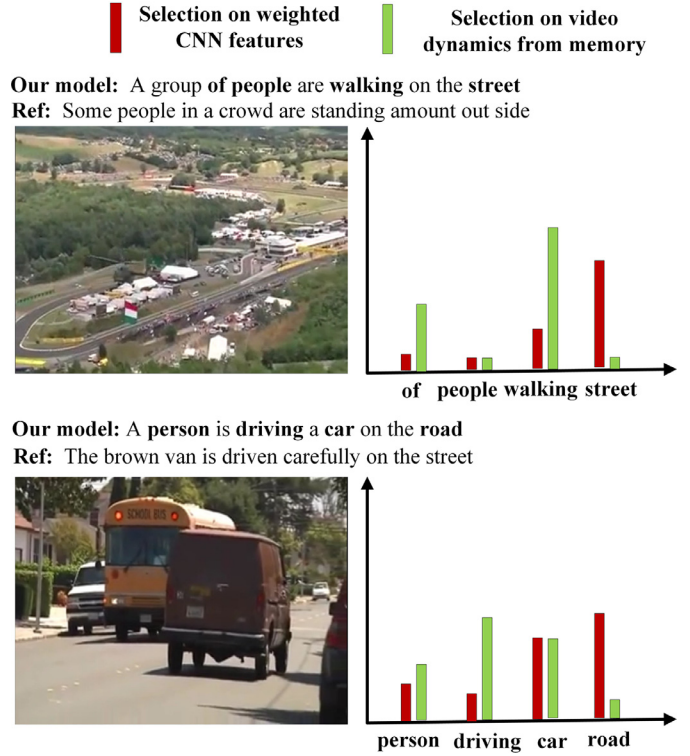 Selection on weighted
CNN features
Selection on video
dynamics from memory
Our model: A group of people are walking on the street
Ref: Some people in a crowd are standing amount out side
of people walking street
Our model: A person is driving a car on the road
Ref: The brown van is driven carefully on the street
SCHOOL BUS
person driving car road